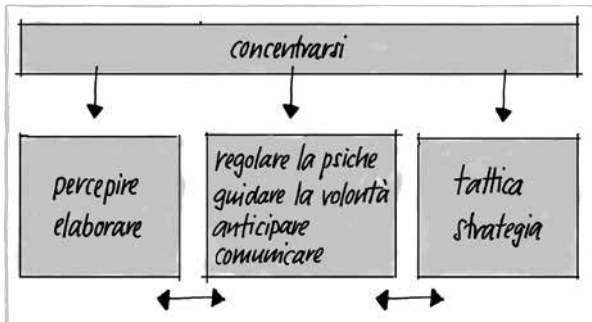 concentrarsi
percepire
elaborare
regolare la psiche
guidare la volontà
anticipare
comunicare
tattica
strategia